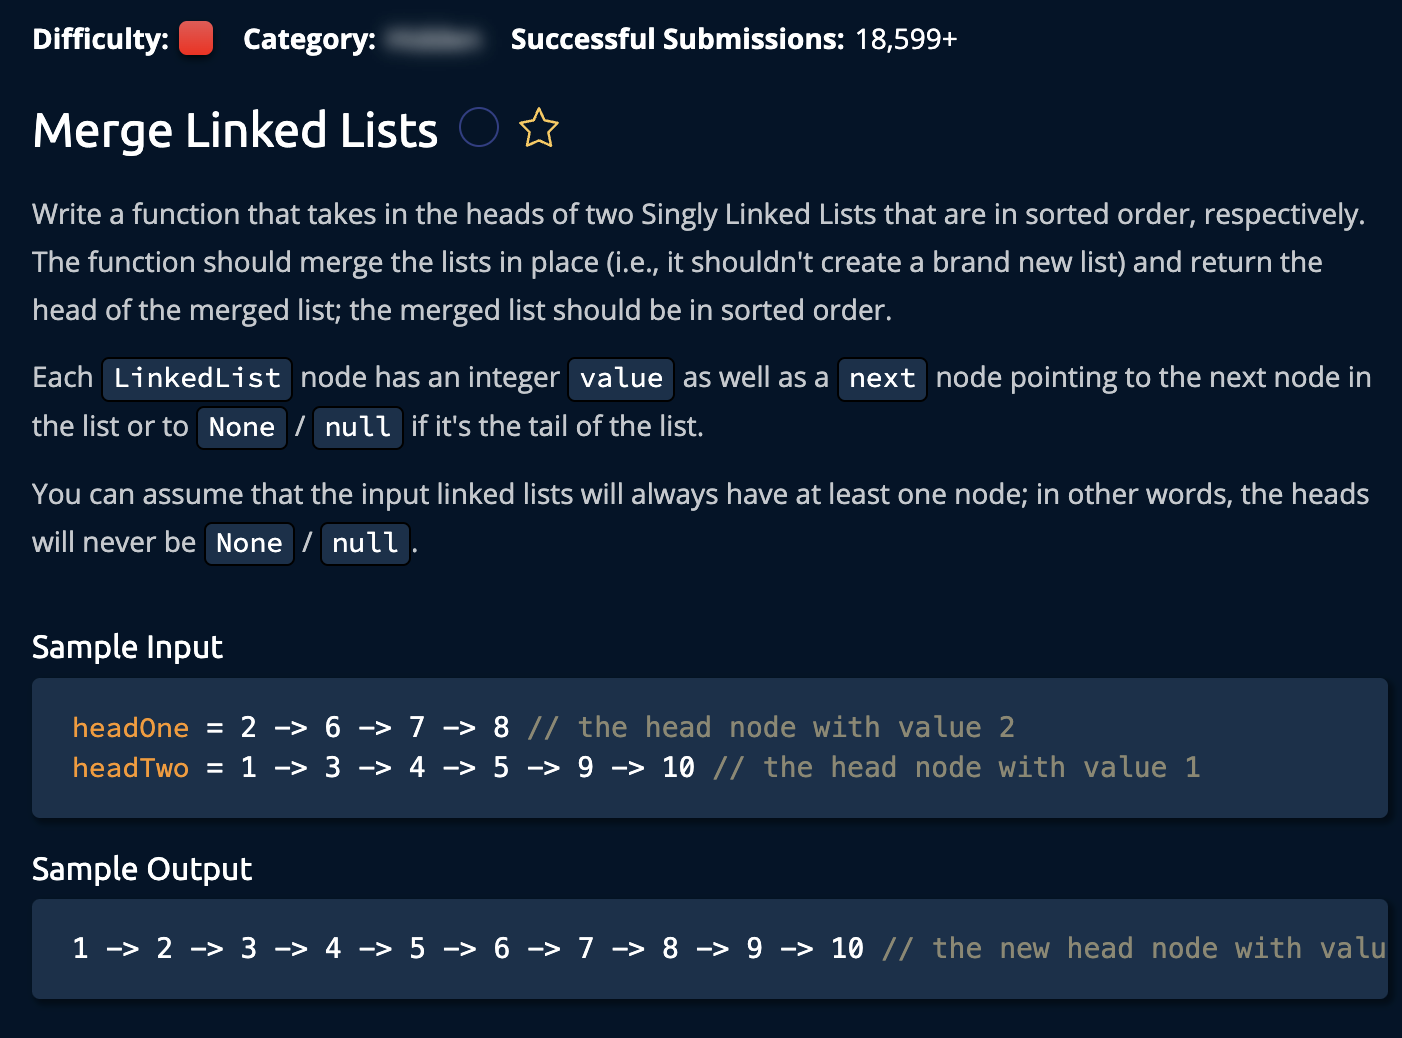 Difficulty: Category: Successful Submissions: 18,599+
Merge Linked Lists
Write a function that takes in the heads of two Singly Linked Lists that are in sorted order, respectively.
The function should merge the lists in place (i.e., it shouldn't create a brand new list) and return the
head of the merged list; the merged list should be in sorted order.
Each LinkedList node has an integer value as well as a next node pointing to the next node in
the list or to None / null if it's the tail of the list.
You can assume that the input linked lists will always have at least one node; in other words, the heads
will never be None / null.
Sample Input
headOne = 2 -> 6 -> 7 -> 8 // the head node with value 2
headTwo = 1 -> 3 -> 4 -> 5 -> 9 -> 10 // the head node with value 1
Sample Output
1 -> 2 -> 3 -> 4 -> 5 -> 6 -> 7 -> 8 -> 9 -> 10 // the new head node with valu